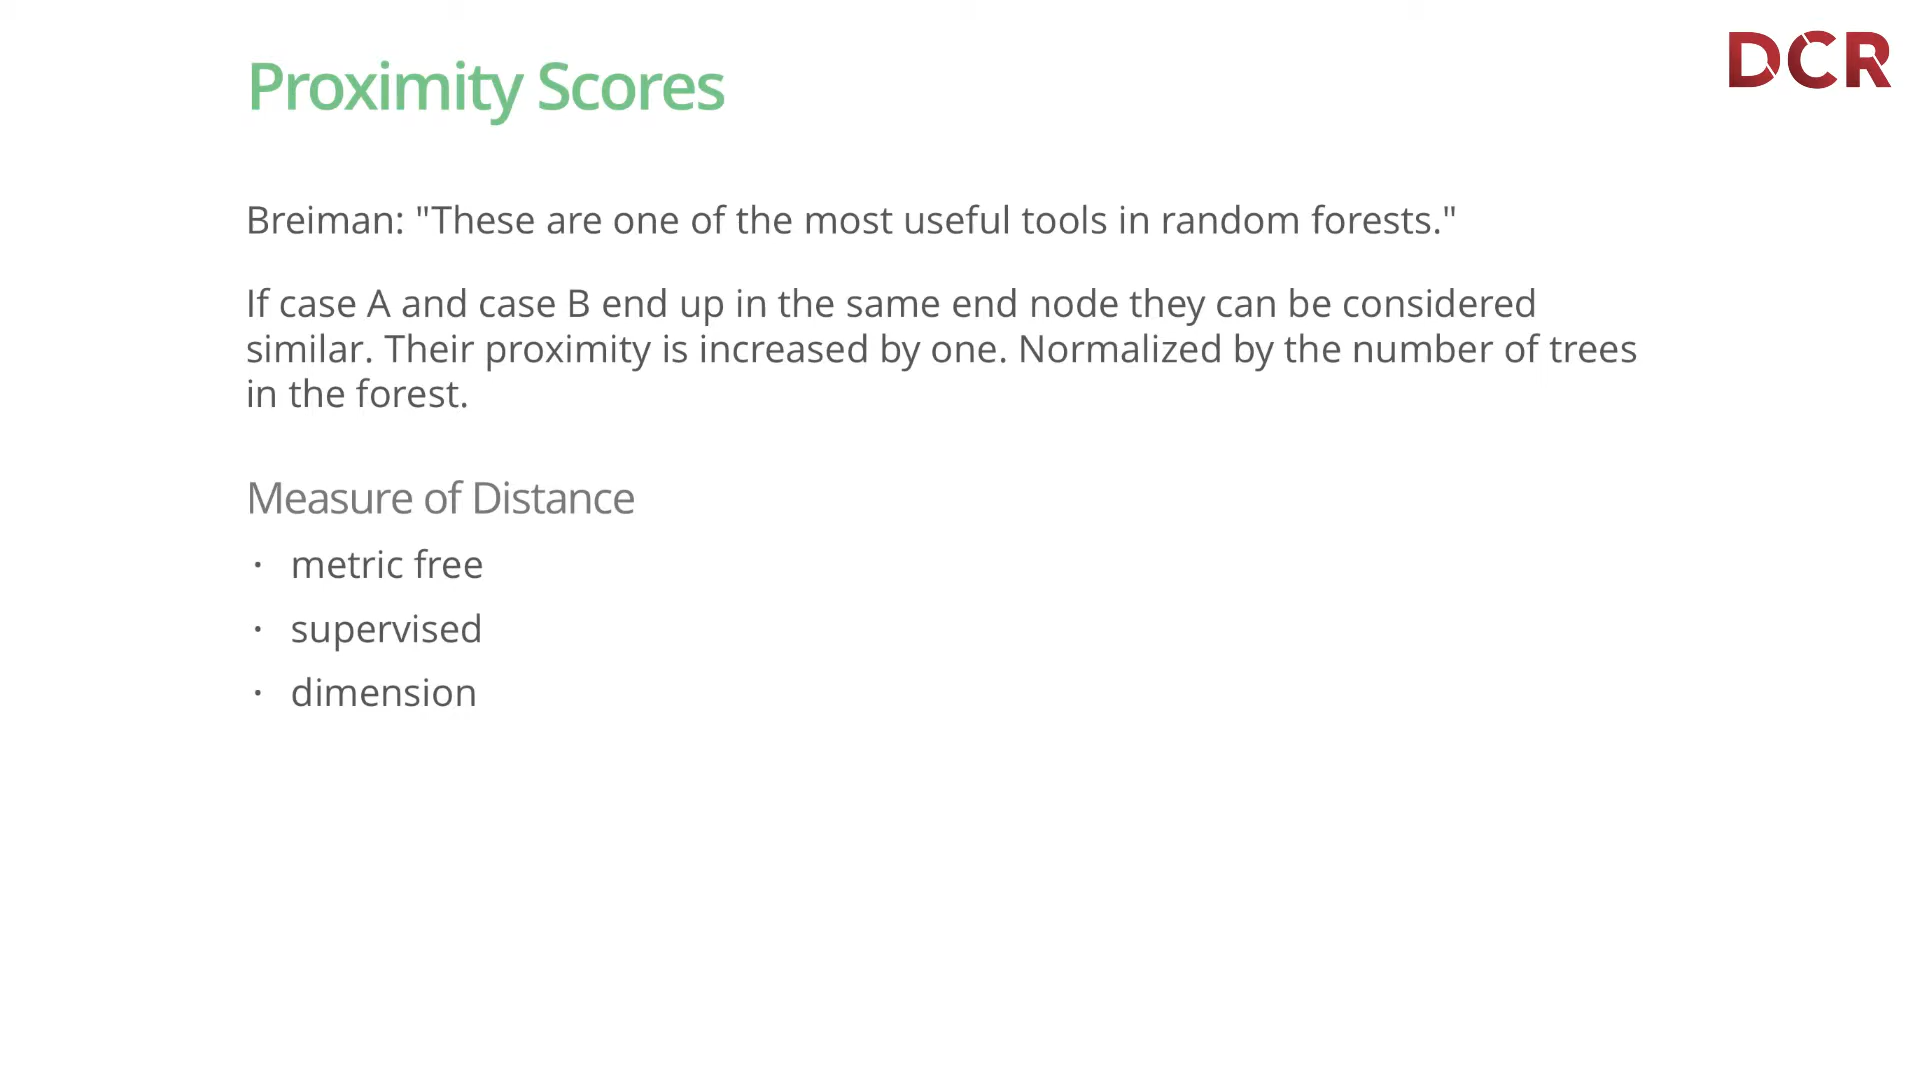 DCR
Proximity Scores
Breiman: "These are one of the most useful tools in random forests."
If case A and case B end up in the same end node they can be considered
similar. Their proximity is increased by one. Normalized by the number of trees
in the forest.
Measure of Distance
· metric free
· supervised
· dimension